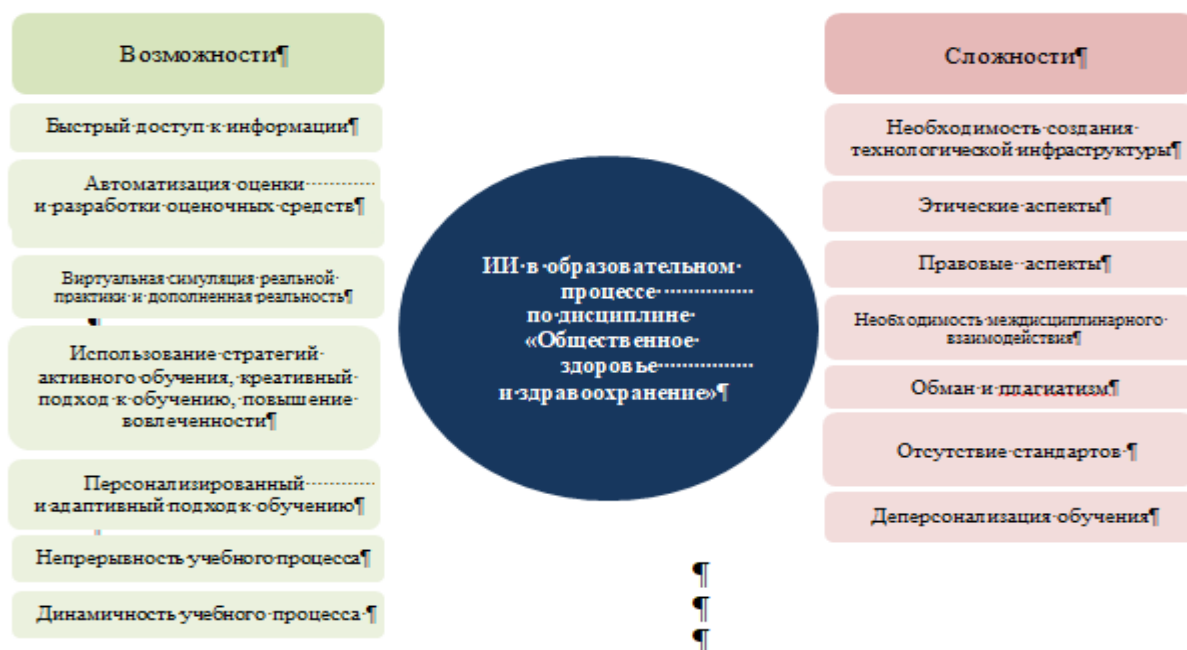 Возможности¶
Быстрый·доступ·к·информации¶
Автоматизация·оценки
и·разработки·оценочных·средств¶
Виртуальная·симуляция·реальной·
практики·и·дополненная·реальность¶
¶
Использование·стратегий·
активного·обучения,·креативный·
подход·к·обучению,·повышение·
вовлеченности¶
Персонализированный
и·адаптивный·подход·к·обучению¶
Непрерывность·учебного·процесса¶
Динамичность·учебного·процесса·¶
ИИ·в·образовательном·
процессе
по·дисциплине·
«Общественное·
здоровье
и·здравоохранение»¶
Сложности¶
Необходимость·создания·
технологической·инфраструктуры¶
Этические·аспекты¶
Правовые··аспекты¶
Необходимость·междисциплинарного·
взаимодействия¶
Обман·и·плагиатизм¶
Отсутствие·стандартов·¶
Деперсонализация·обучения¶
¶
¶
¶